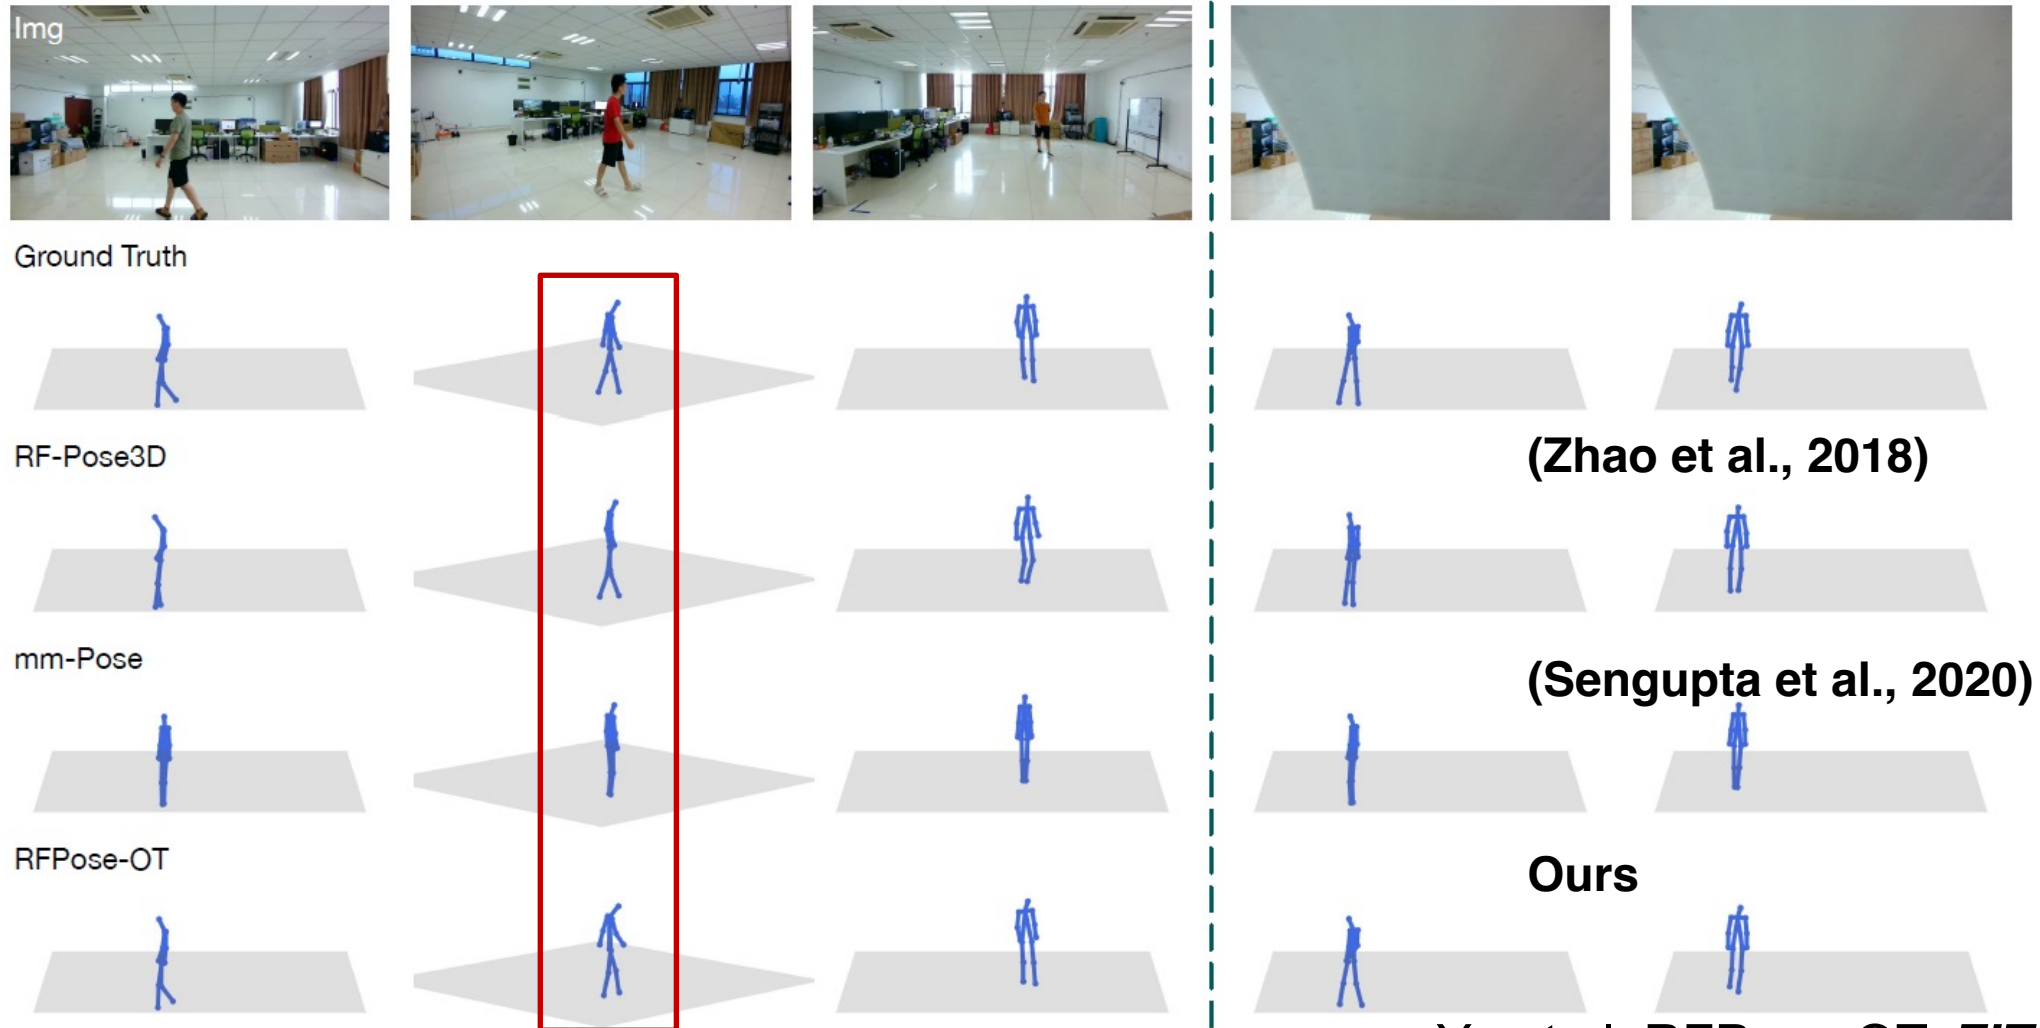 Img
Ground Truth
RF-Pose3D
(Zhao et al., 2018)
mm-Pose
(Sengupta et al., 2020)
RFPose-OT
Ours